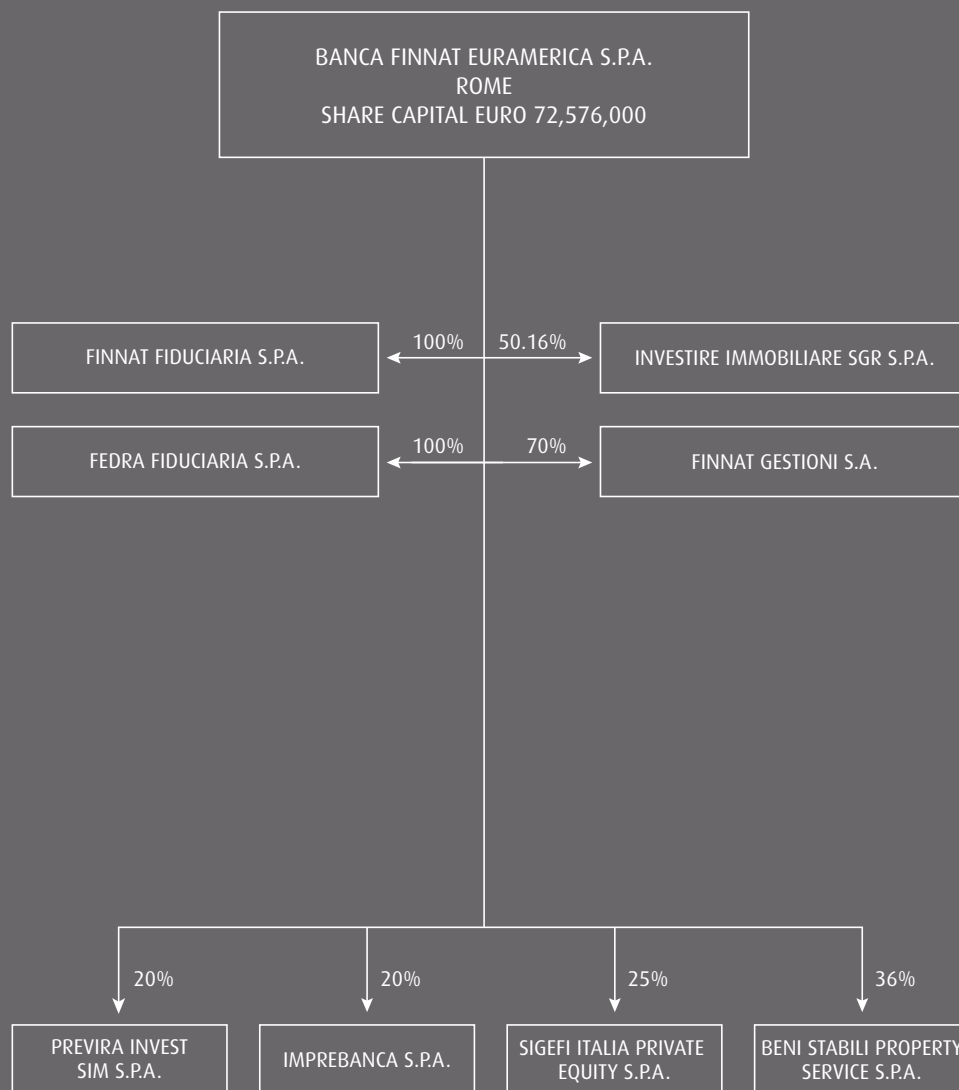 BANCA FINNAT EURAMERICA S.P.A.
ROME
SHARE CAPITAL EURO 72,576,000
FINNAT FIDUCIARIA S.P.A.
100%
50.16%
INVESTIRE IMMOBILIARE SGR S.P.A.
FEDRA FIDUCIARIA S.P.A.
100%
70%
FINNAT GESTIONI S.A.
20%
20%
25%
36%
PREVIRA INVEST
SIM S.P.A.
IMPREBANCA S.P.A.
SIGEFI ITALIA PRIVATE
EQUITY S.P.A.
BENI STABILI PROPERTY
SERVICE S.P.A.